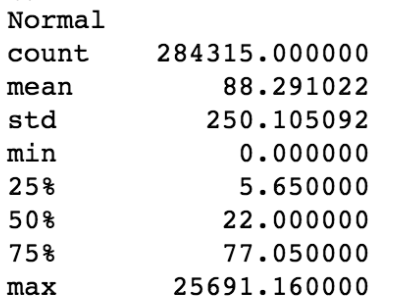 Normal
count 284315.000000
mean 88.291022
std 250.105092
min 0.000000
25% 5.650000
50% 22.000000
75% 77.050000
max 25691.160000